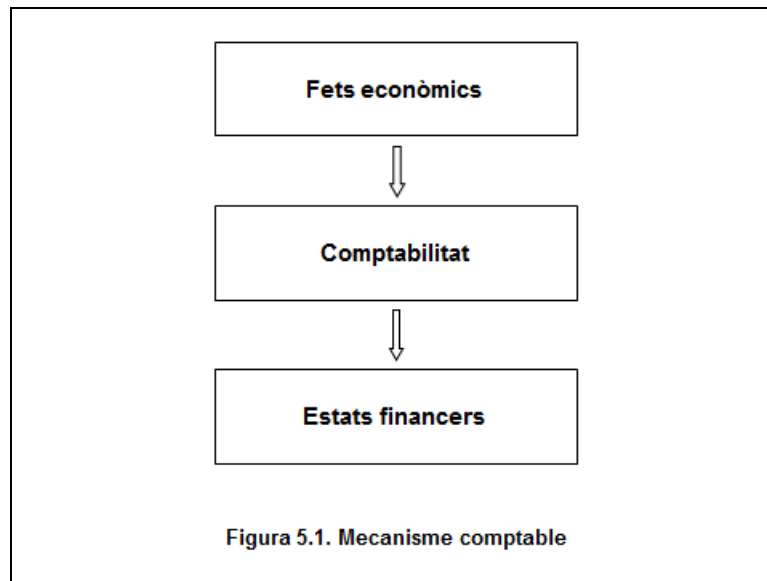 Fets econòmics
Comptabilitat
Estats financers
Figura 5.1. Mecanisme comptable